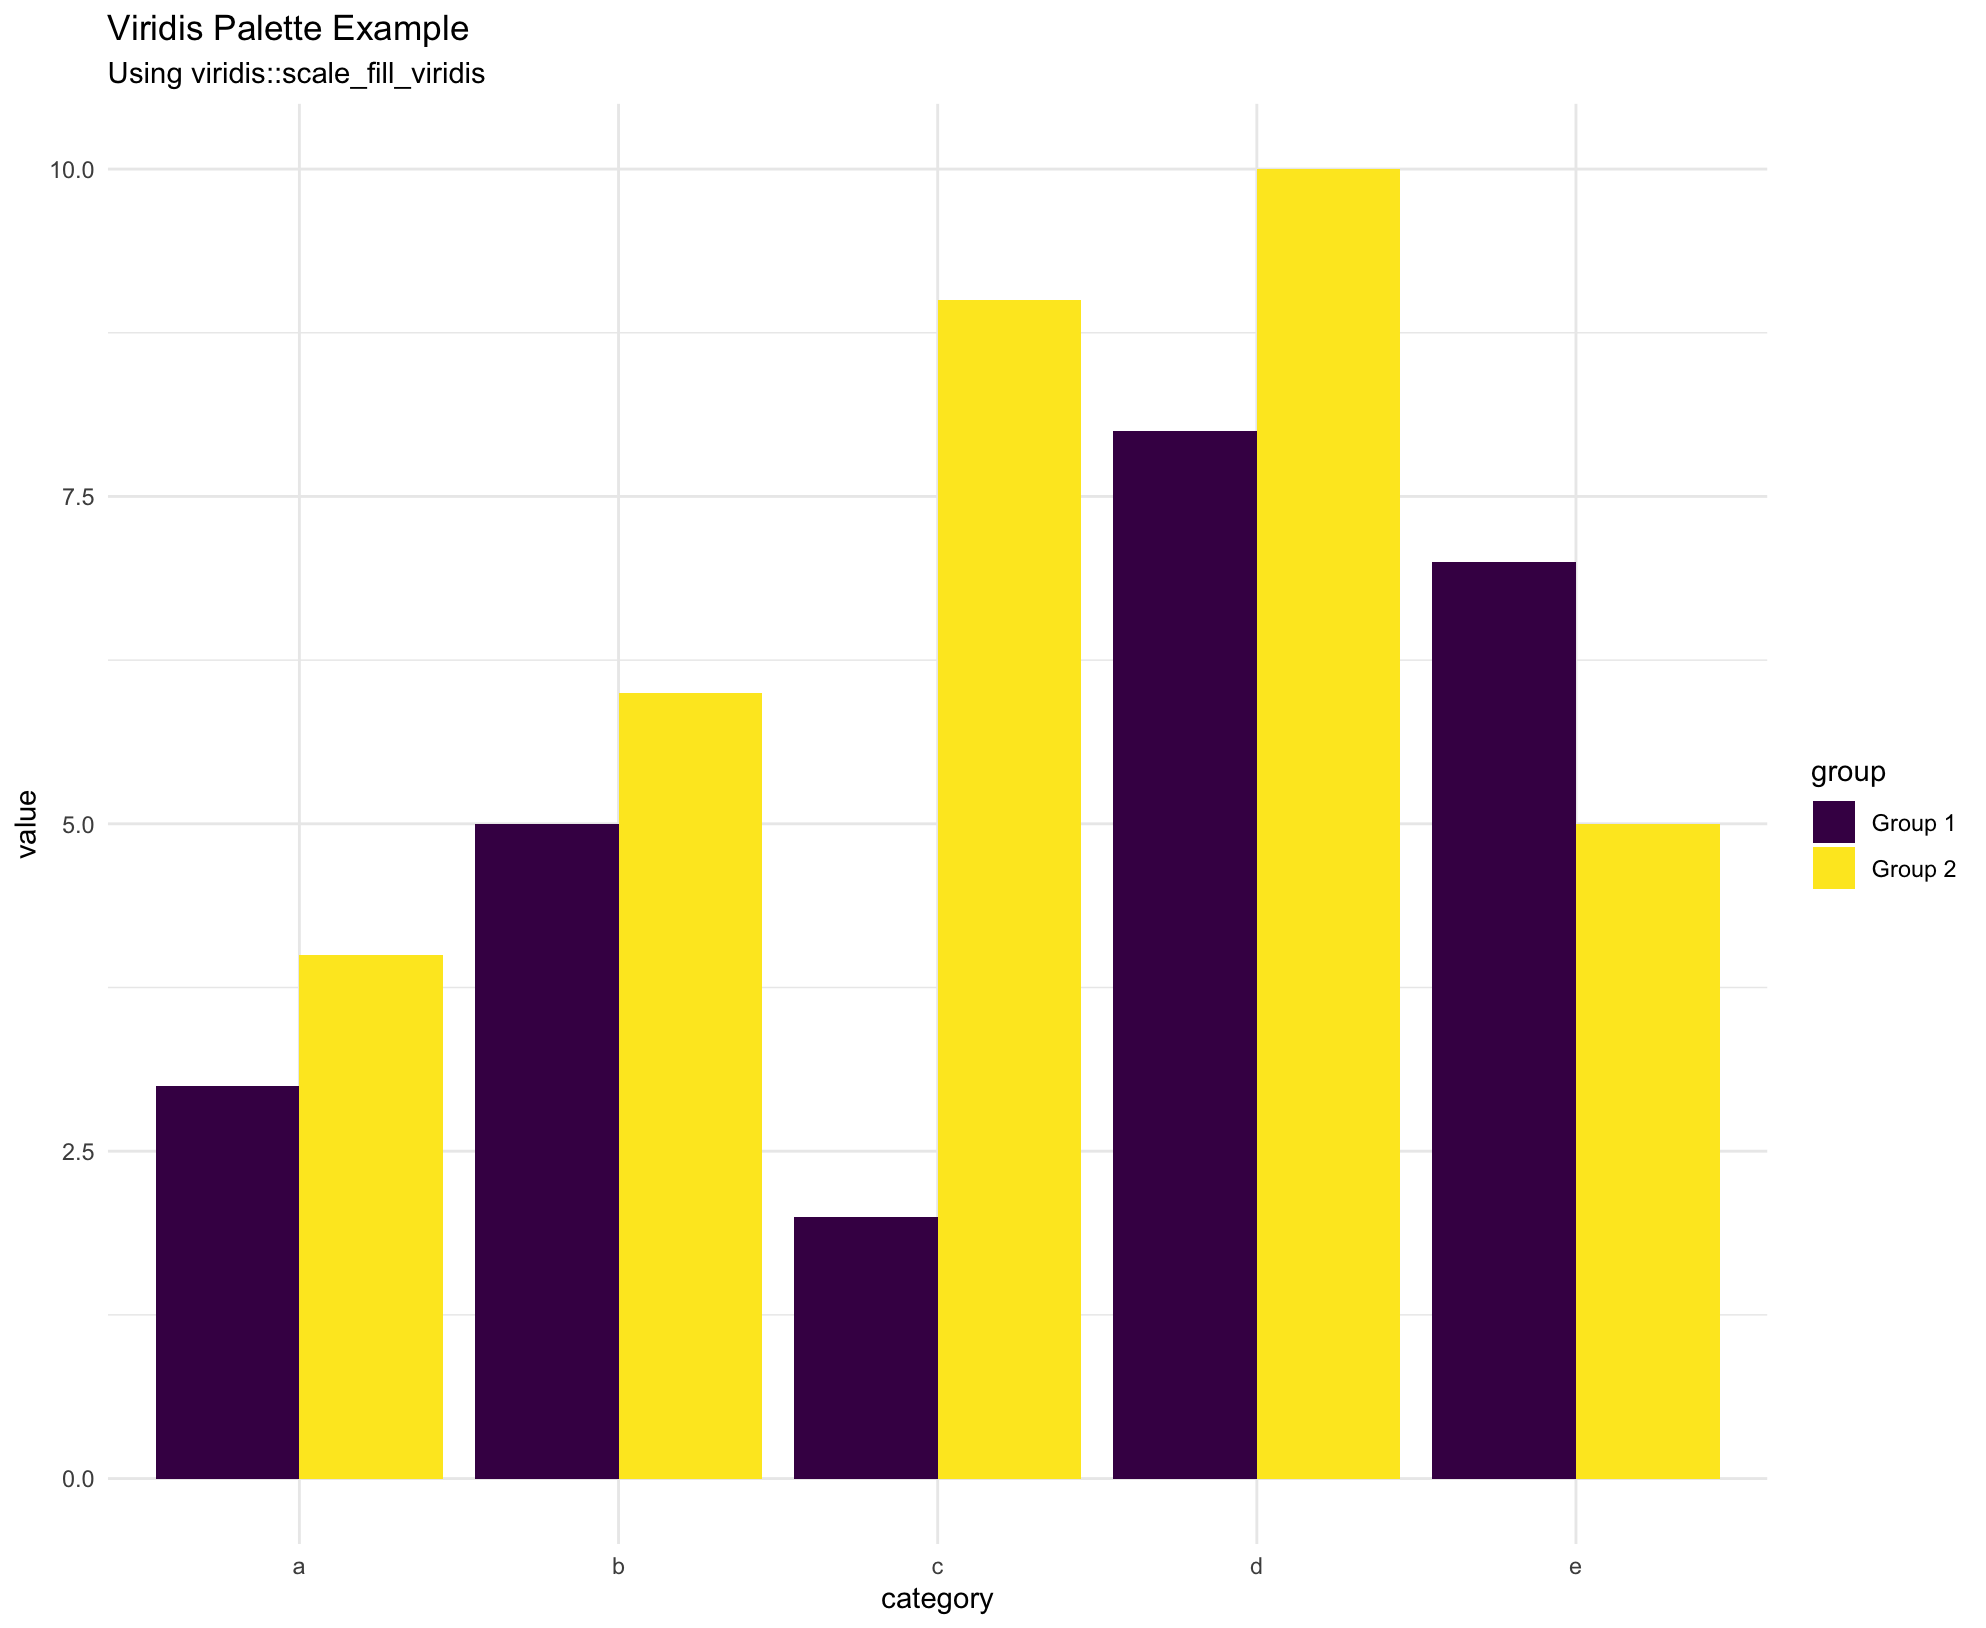 Viridis Palette Example
Using viridis::scale_fill_viridis
10.0
7.5
5.0
2.5
0.0
value
a b c d e
category
group
Group 1
Group 2